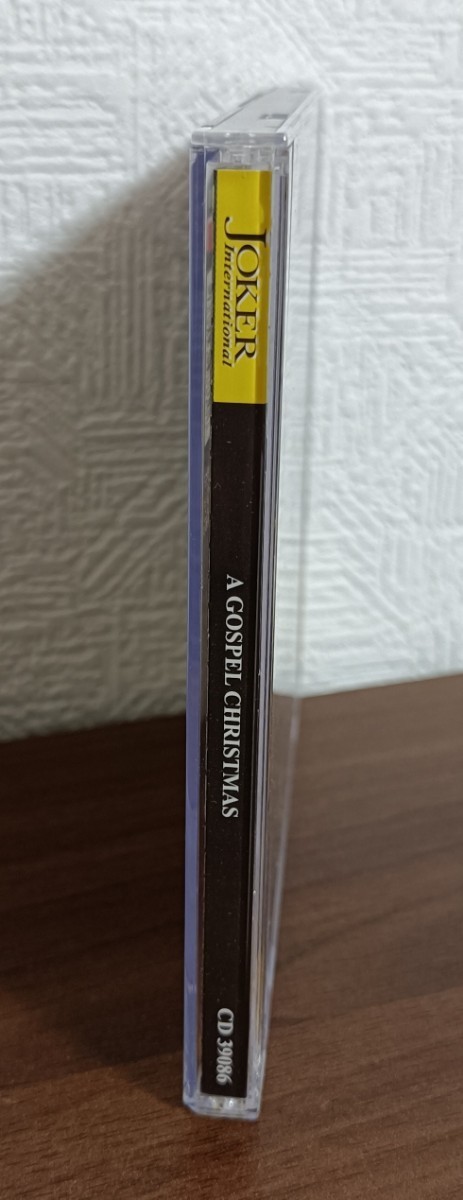 JOKER
International
A GOSPEL CHRISTMAS
CD 39086